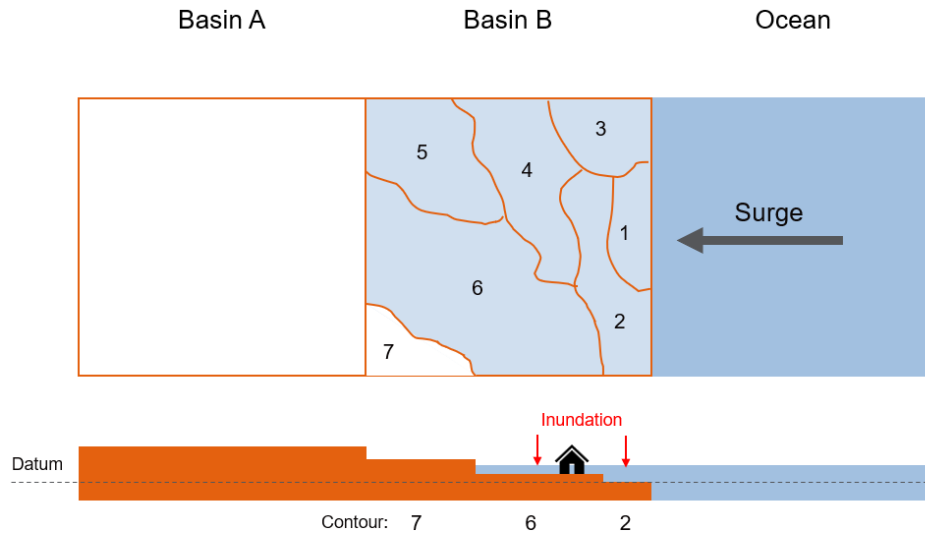 Basin A
Basin B
Ocean
3
5
4
Surge
1
6
2
7
Inundation
Datum
Contour: 7 6 2